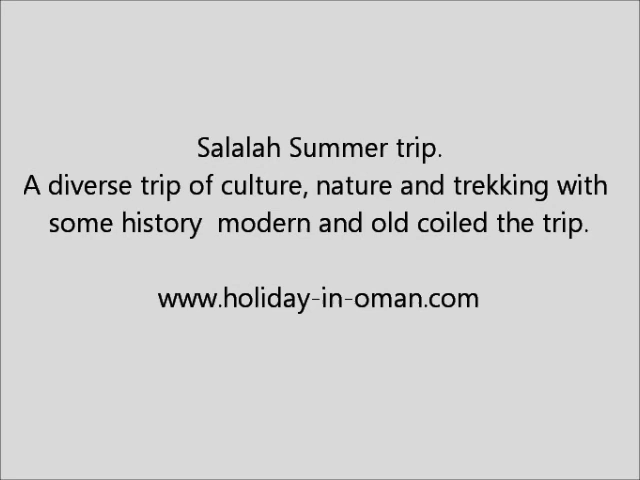 Salalah Summer trip.
A diverse trip of culture, nature and trekking with
some history  modern and old coiled the trip.
www.holiday-in-oman.com